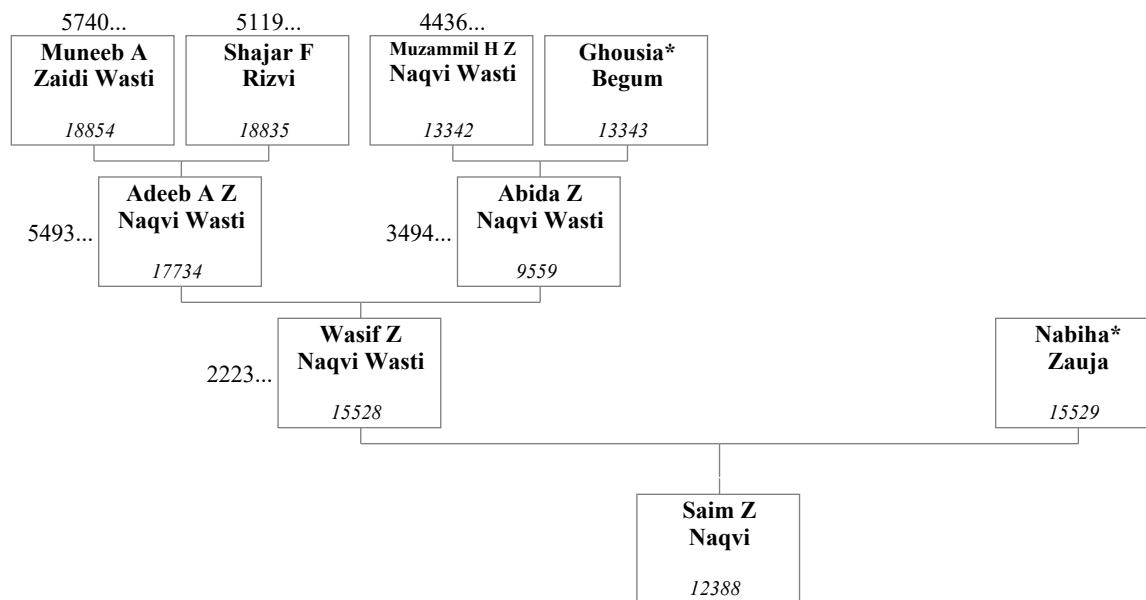 5740...
5119...
4436...
Muneeb A
Zaidi Wasti
18854
Shajar F
Rizvi
18835
Muzammil H Z
Naqvi Wasti
13342
Ghousia*
Begum
13343
5493...
Adeeb A Z
Naqvi Wasti
17734
3494...
Abida Z
Naqvi Wasti
9559
2223...
Wasif Z
Naqvi Wasti
15528
Nabiha*
Zauja
15529
Saim Z
Naqvi
12388